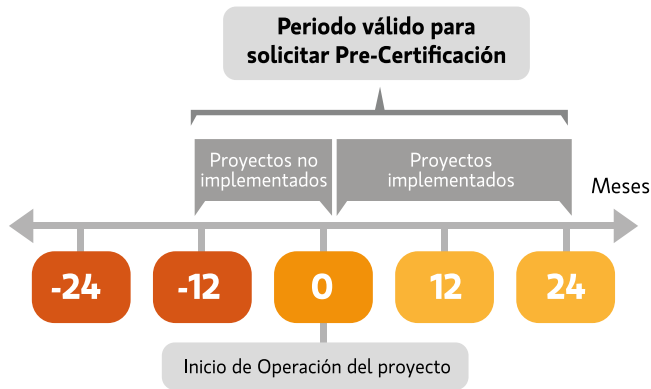 Periodo válido para
solicitar Pre-Certificación
Proyectos no
implementados
Proyectos
implementados
Meses
-24
-12
0
12
24
Inicio de Operación del proyecto